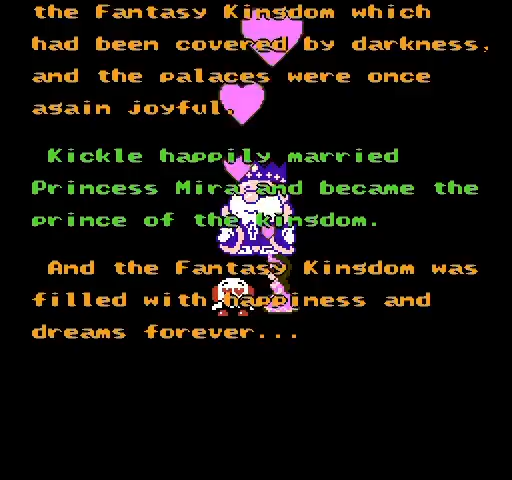 the Fantasy Kingdom which
had been covered by darkness,
and the palaces were once
again joyful.
Kickle happily married
Princess Mira and became the
prince of the kingdom.
And the Fantasy Kingdom was
filled with happiness and
dreams forever...